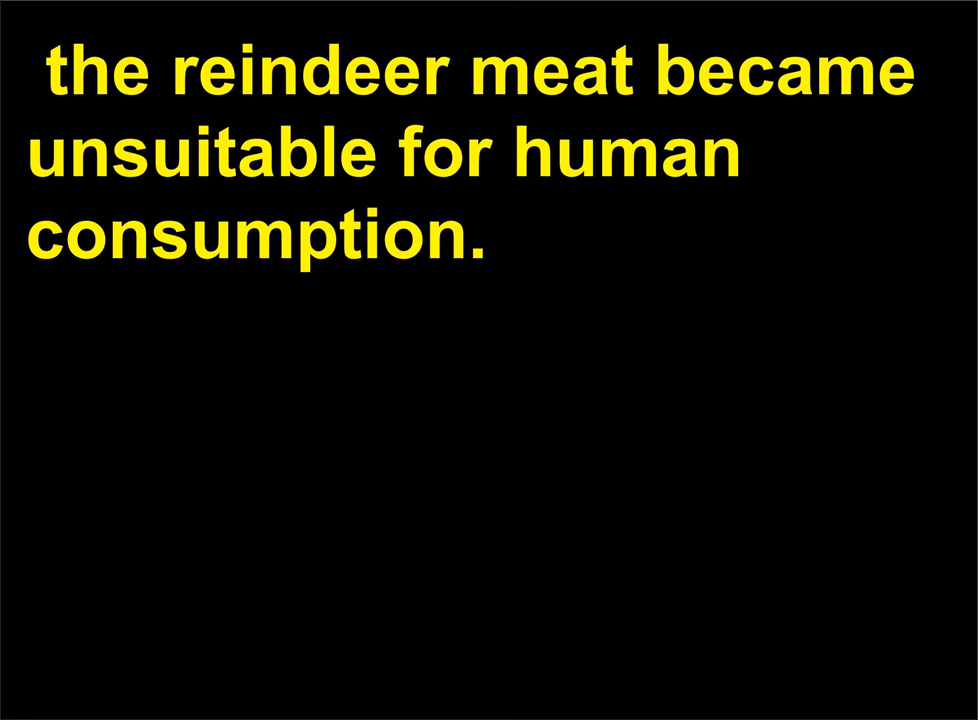 the reindeer meat became
unsuitable for human
consumption.